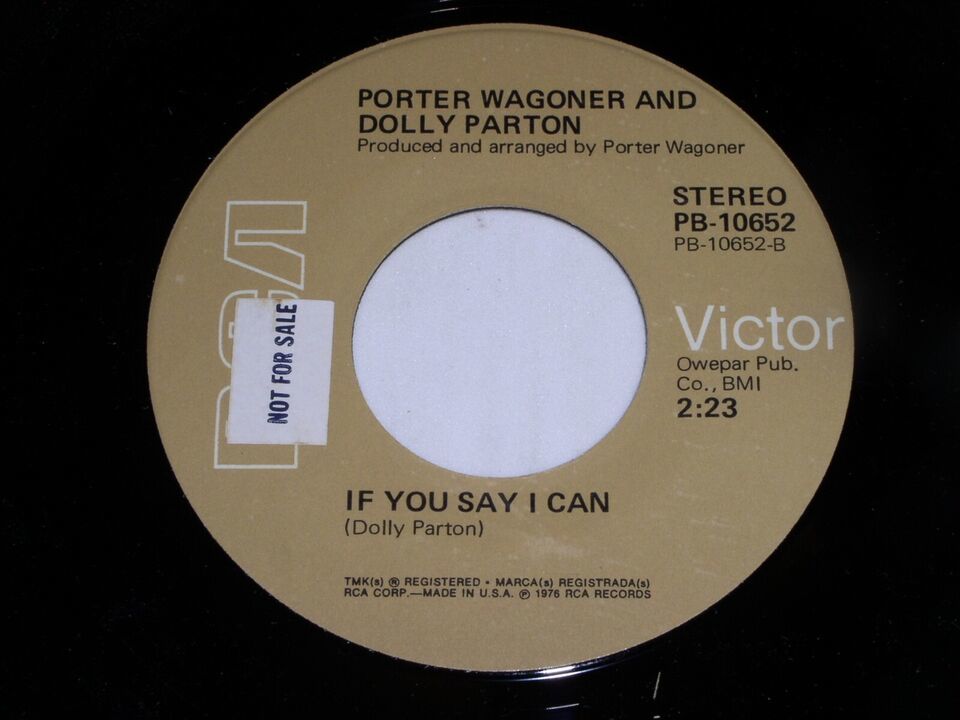 PORTER WAGONER AND
DOLLY PARTON
Produced and arranged by Porter Wagoner
STEREO
PB-10652
PB-10652-B
RCA
NOT FOR SALE
Victor
Owepar Pub.
Co., BMI
2:23
IF YOU SAY I CAN
(Dolly Parton)
TMK(s) ® REGISTERED • MARCA(s) REGISTRADA(s)
RCA CORP.—MADE IN U.S.A. ℗ 1976 RCA RECORDS